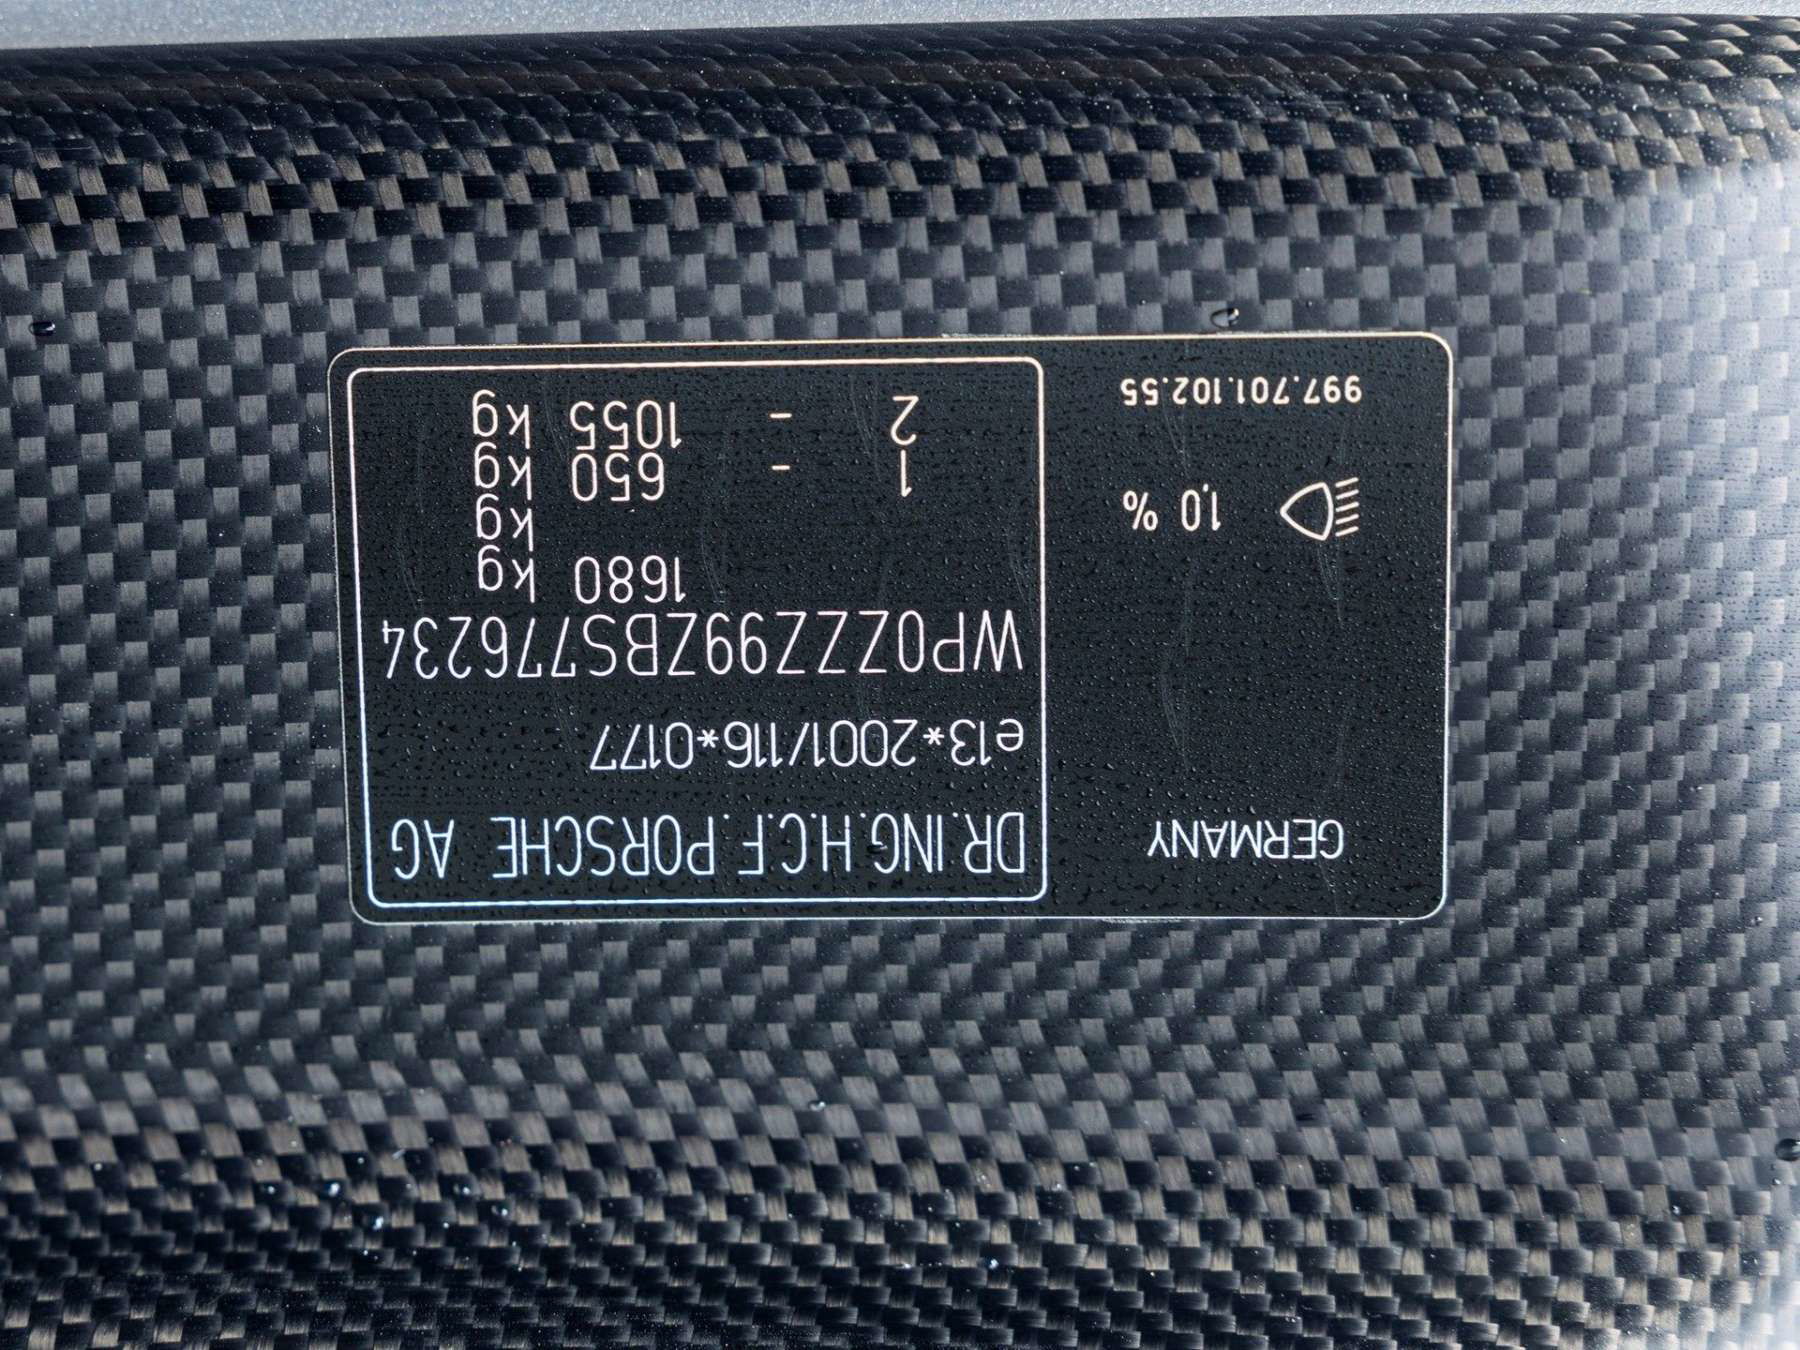 DR.ING.H.C.F.PORSCHE AG
e13*2001/116*0177
WP0ZZZ99ZBS776234
1680 kg
kg
1 - 650 kg
2 - 1055 kg
GERMANY
1.0 %
997.701.102.55